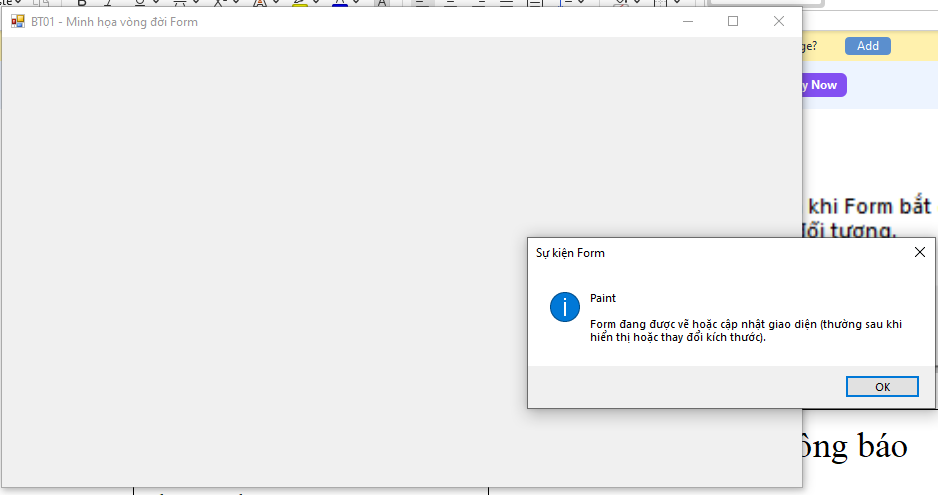 BT01 - Minh họa vòng đời Form
ge?
Add
y Now
khi Form bắt
đối tượng.
Sự kiện Form
Paint
Form đang được vẽ hoặc cập nhật giao diện (thường sau khi
hiển thị hoặc thay đổi kích thước).
OK
ông báo